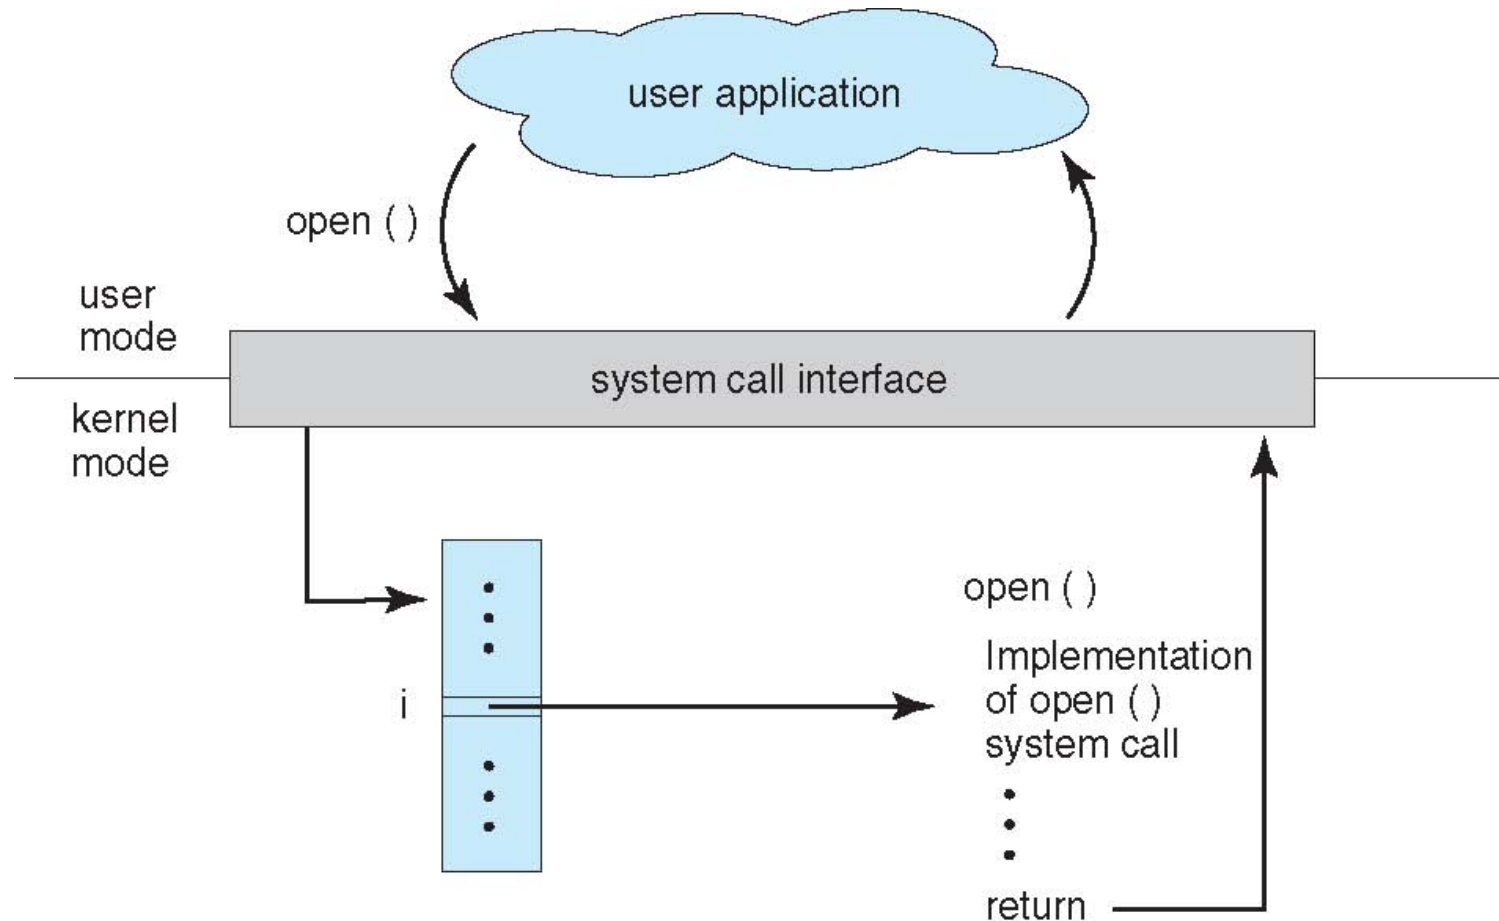 user application
open ( )
user
mode
system call interface
kernel
mode
open ( )
Implementation
of open ( )
system call
i
return